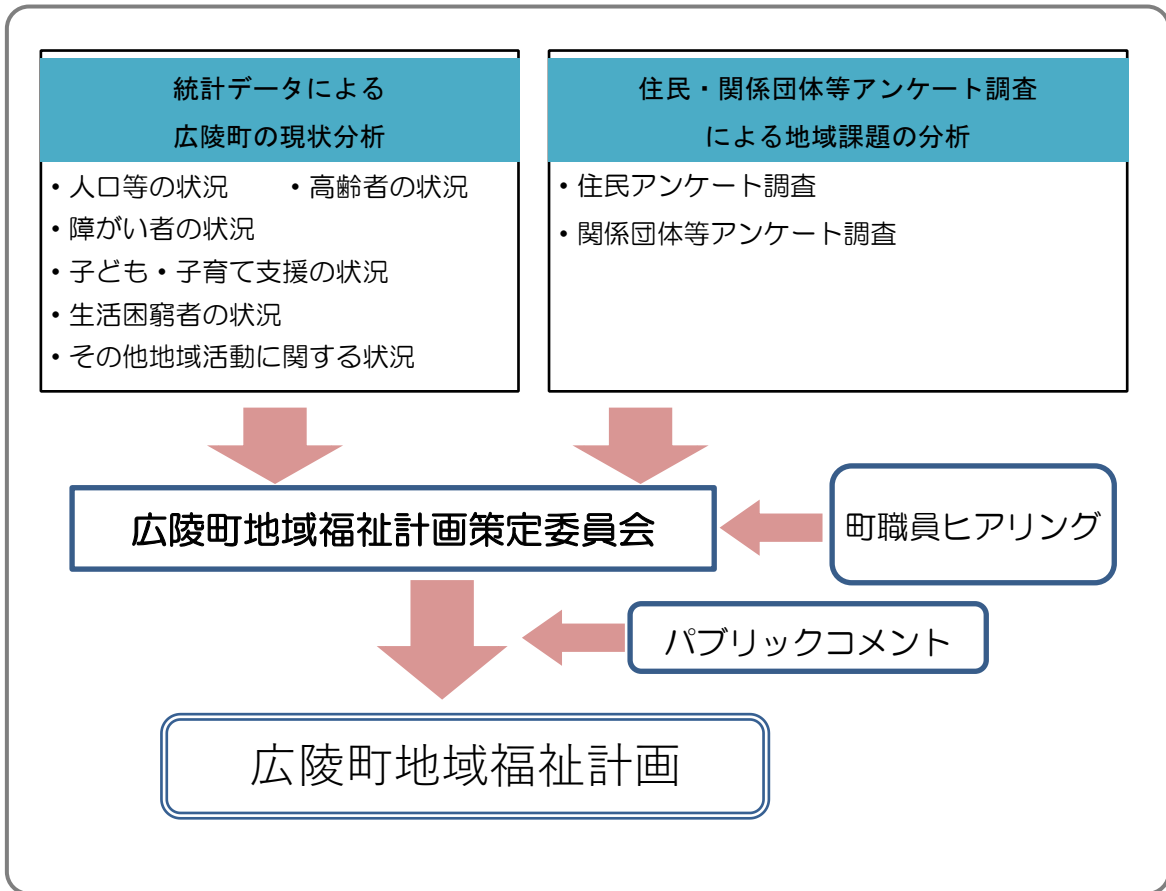 統計データによる
広陵町の現状分析
・人口等の状況　　・高齢者の状況
・障がい者の状況
・子ども・子育て支援の状況
・生活困窮者の状況
・その他地域活動に関する状況
住民・関係団体等アンケート調査
による地域課題の分析
・住民アンケート調査
・関係団体等アンケート調査
広陵町地域福祉計画策定委員会
町職員ヒアリング
パブリックコメント
広陵町地域福祉計画